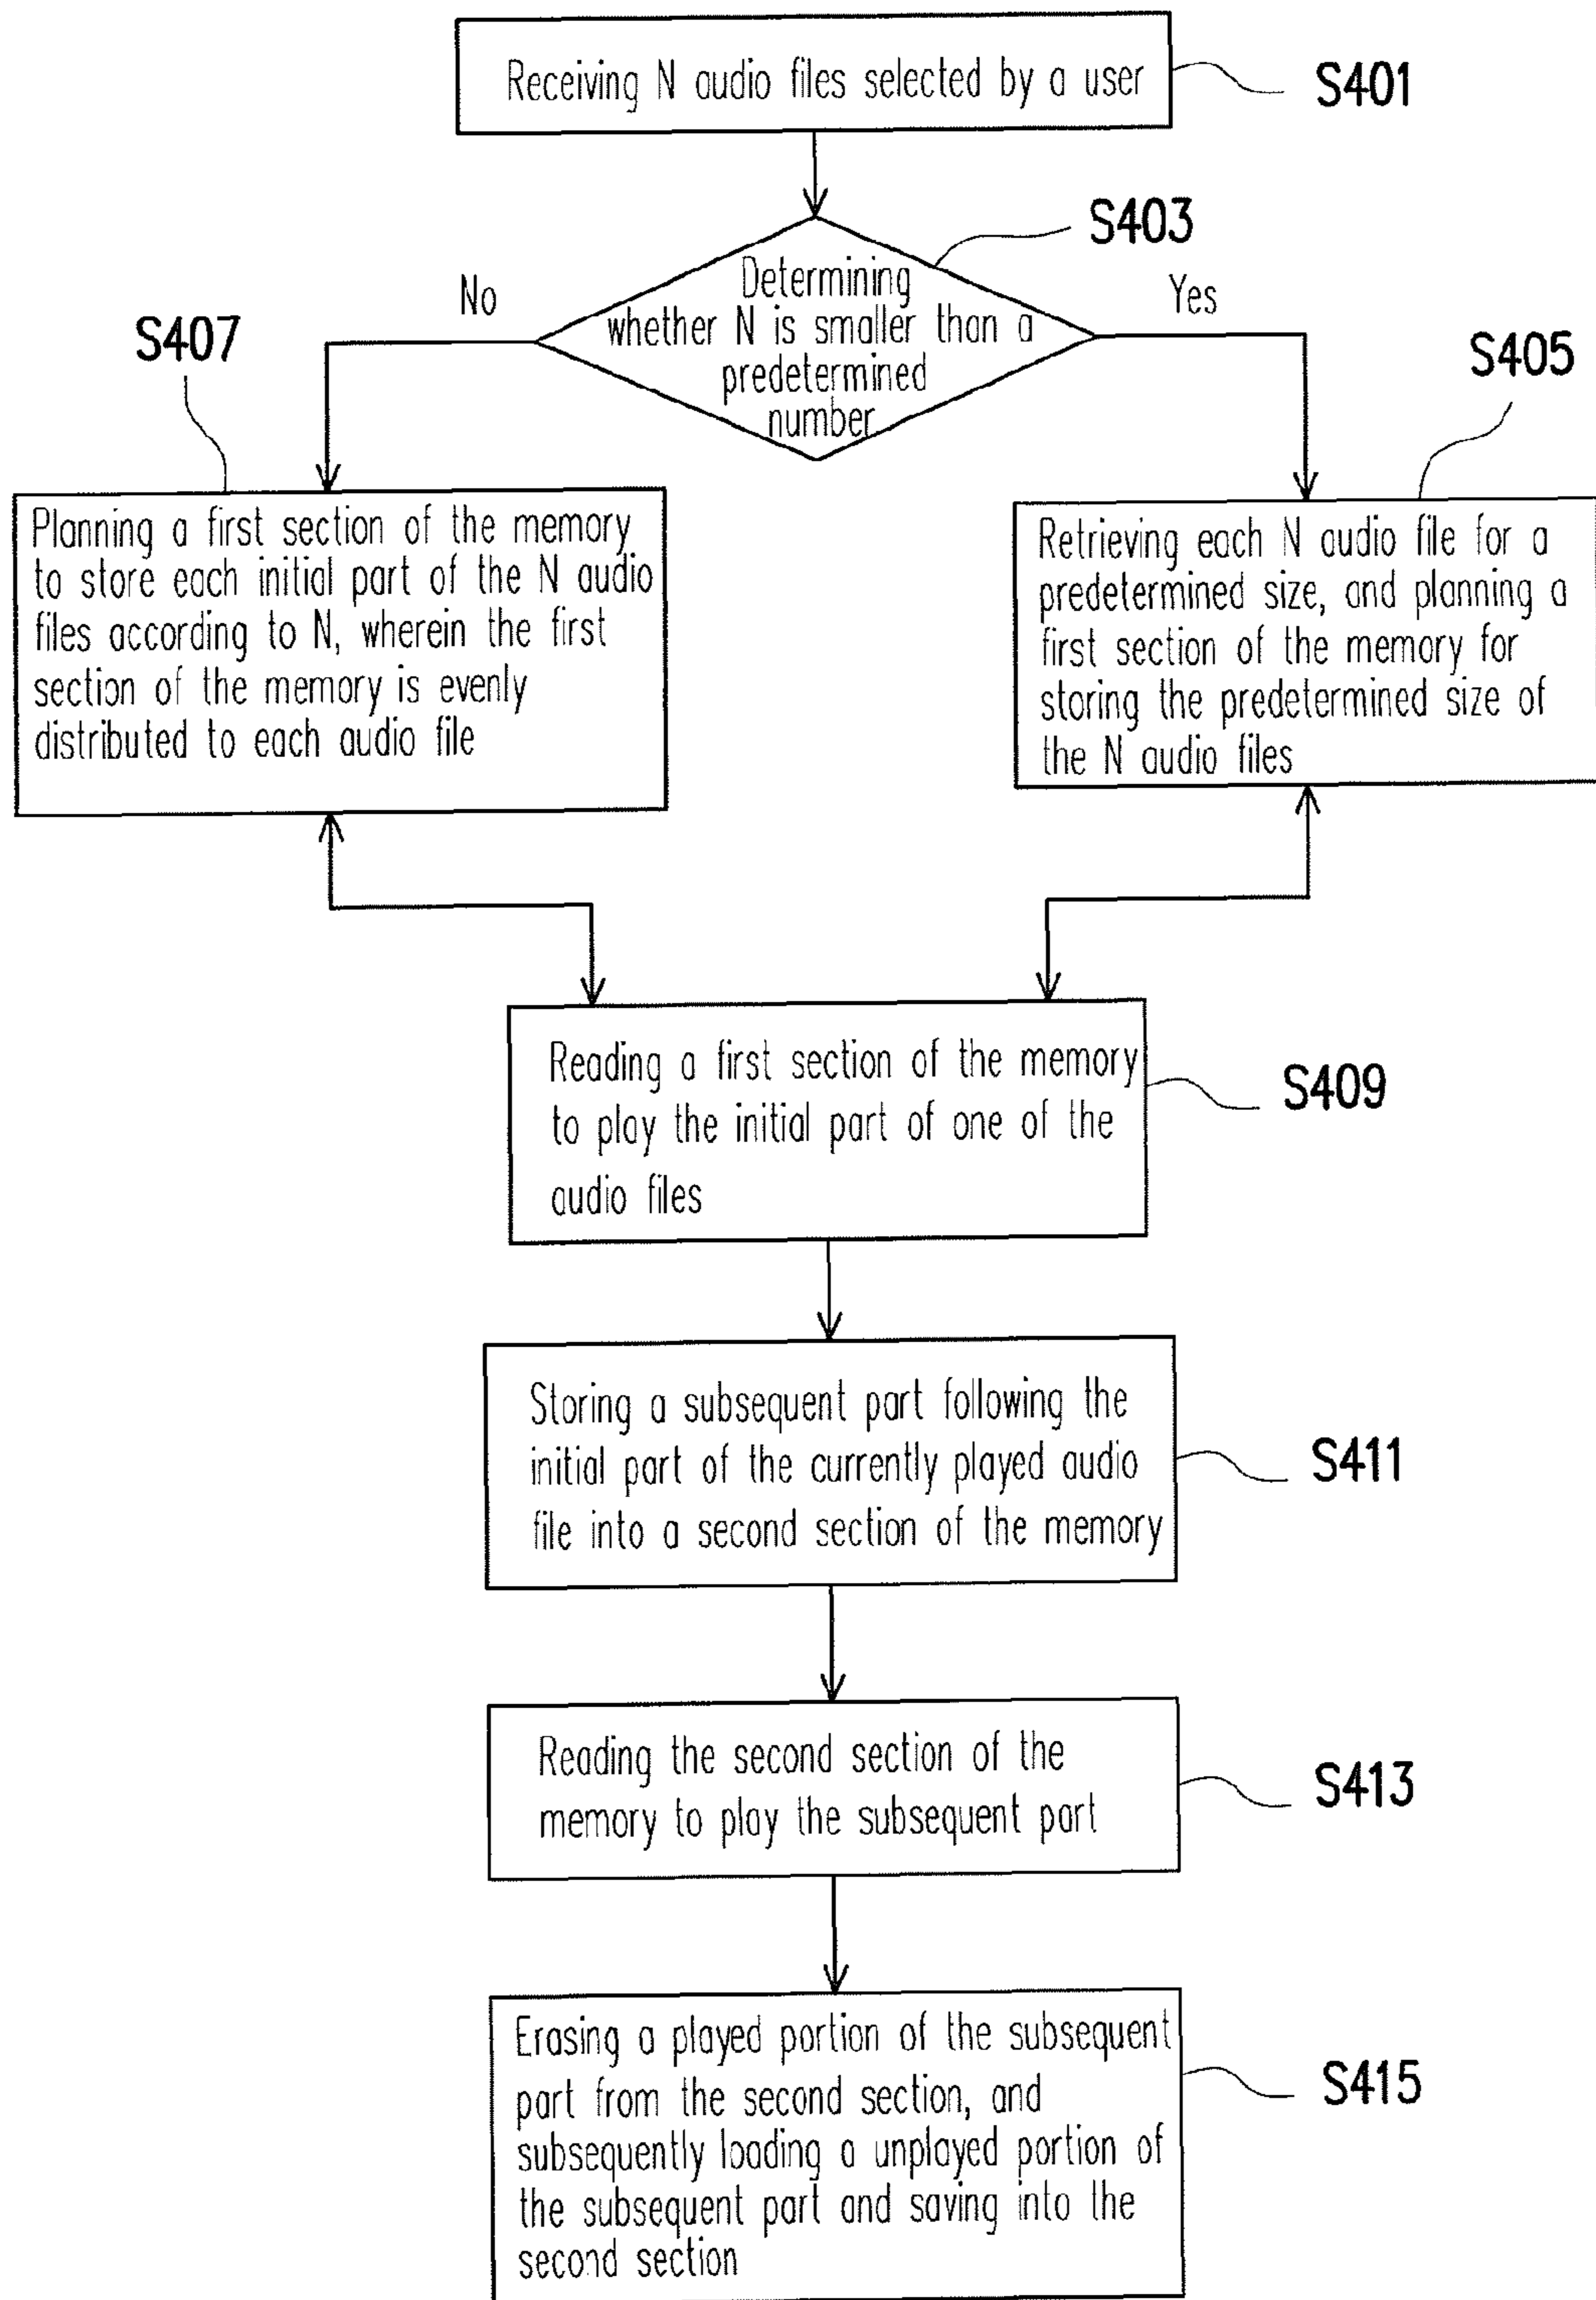 Receiving N audio files selected by a user
S401
S403
Determining
whether N is smaller than a
predetermined
number
No
Yes
S407
S405
Planning a first section of the memory
to store each initial part of the N audio
files according to N, wherein the first
section of the memory is evenly
distributed to each audio file
Retrieving each N audio file for a
predetermined size, and planning a
first section of the memory for
storing the predetermined size of
the N audio files
Reading a first section of the memory
to play the initial part of one of the
audio files
S409
Storing a subsequent part following the
initial part of the currently played audio
file into a second section of the memory
S411
Reading the second section of the
memory to play the subsequent part
S413
Erasing a played portion of the subsequent
part from the second section, and
subsequently loading a unplayed portion of
the subsequent part and saving into the
second section
S415